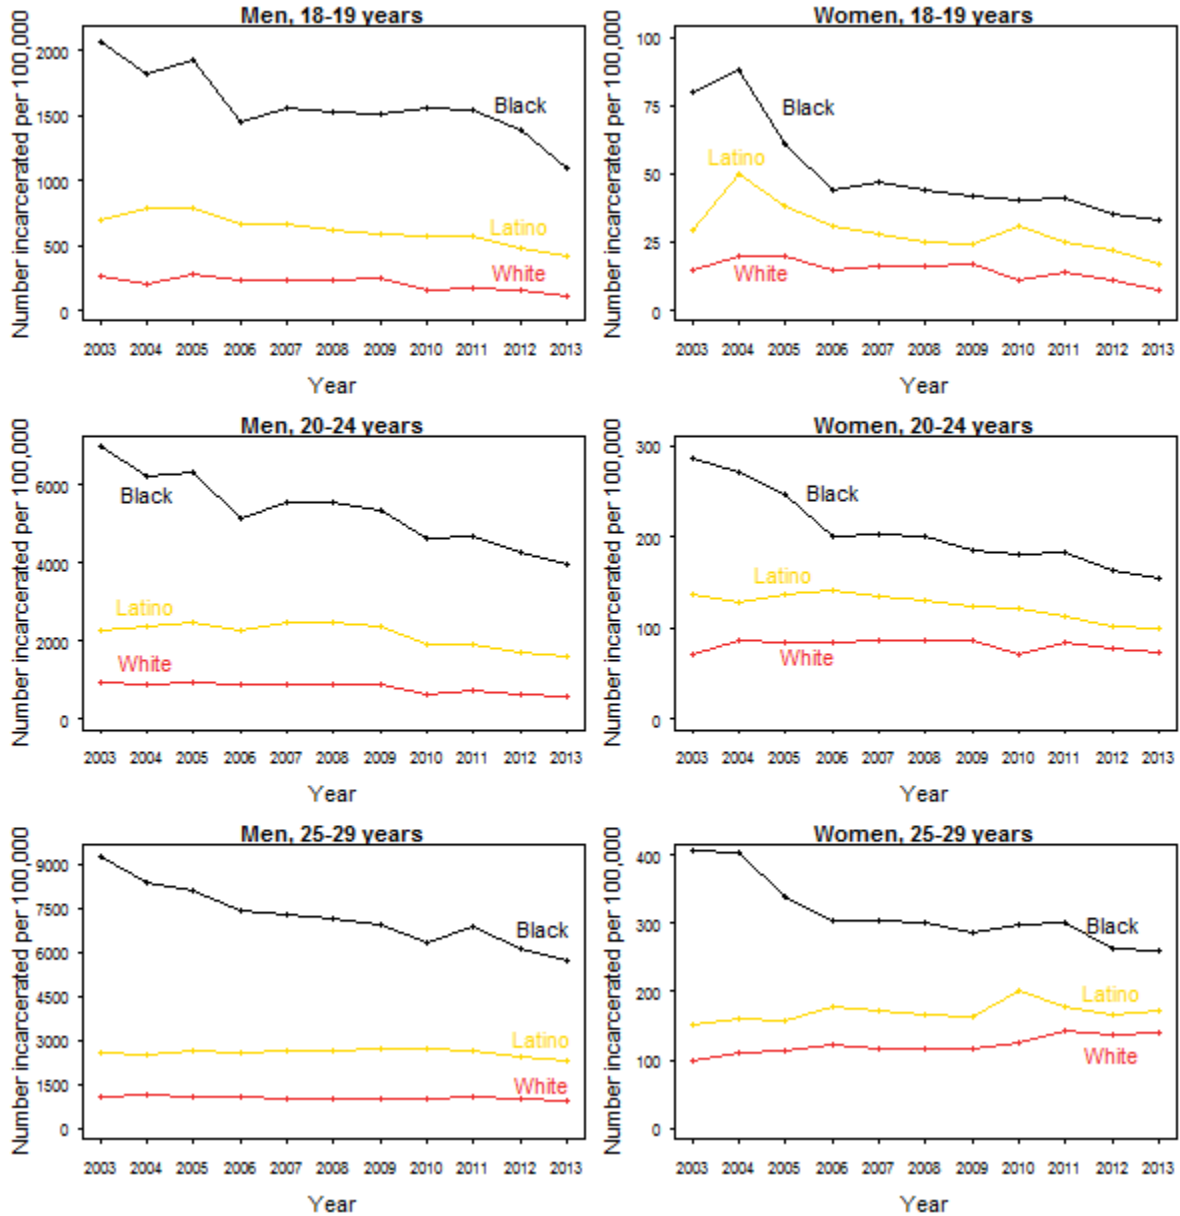 Men, 18-19 years
Number incarcerated per 100,000
2000
1500
1000
500
0
Black
Latino
White
2003 2004 2005 2006 2007 2008 2009 2010 2011 2012 2013
Year
Women, 18-19 years
Number incarcerated per 100,000
100
75
50
25
0
Black
Latino
White
2003 2004 2005 2006 2007 2008 2009 2010 2011 2012 2013
Year
Men, 20-24 years
Number incarcerated per 100,000
6000
4000
2000
0
Black
Latino
White
2003 2004 2005 2006 2007 2008 2009 2010 2011 2012 2013
Year
Women, 20-24 years
Number incarcerated per 100,000
300
200
100
0
Black
Latino
White
2003 2004 2005 2006 2007 2008 2009 2010 2011 2012 2013
Year
Men, 25-29 years
Number incarcerated per 100,000
9000
7500
6000
4500
3000
1500
0
Black
Latino
White
2003 2004 2005 2006 2007 2008 2009 2010 2011 2012 2013
Year
Women, 25-29 years
Number incarcerated per 100,000
400
300
200
100
0
Black
Latino
White
2003 2004 2005 2006 2007 2008 2009 2010 2011 2012 2013
Year